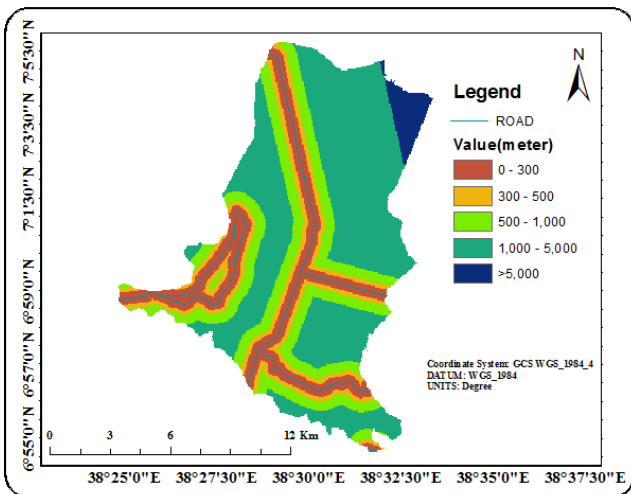 7°5'30"N
7°3'30"N
7°1'30"N
6°59'0"N
6°57'0"N
6°55'0"N
N
Legend
ROAD
Value(meter)
0 - 300
300 - 500
500 - 1,000
1,000 - 5,000
>5,000
Coordinate System: GCS WGS_1984_4
DATUM: WGS_1984
UNITS: Degree
0 3 6 12 Km
38°25'0"E 38°27'30"E 38°30'0"E 38°32'30"E 38°35'0"E 38°37'30"E